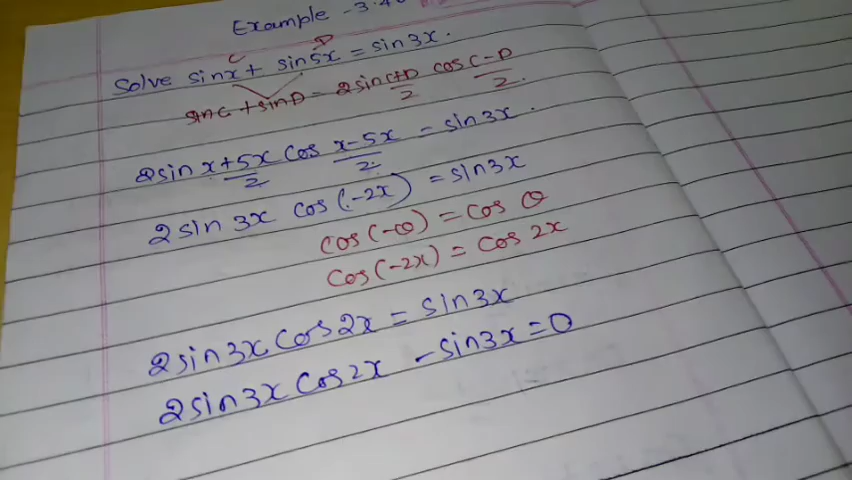 Example -3.4
C D
Solve sinx + sin5x = sin3x.
sinC + sinD = 2sin C+D/2 cos C-D/2
2sin x+5x/2 cos x-5x/2 = sin3x.
2sin 3x cos(-2x) = sin3x
cos(-θ) = cos θ
cos(-2x) = cos 2x
2sin3x cos2x = sin3x
2sin3x cos2x - sin3x = 0